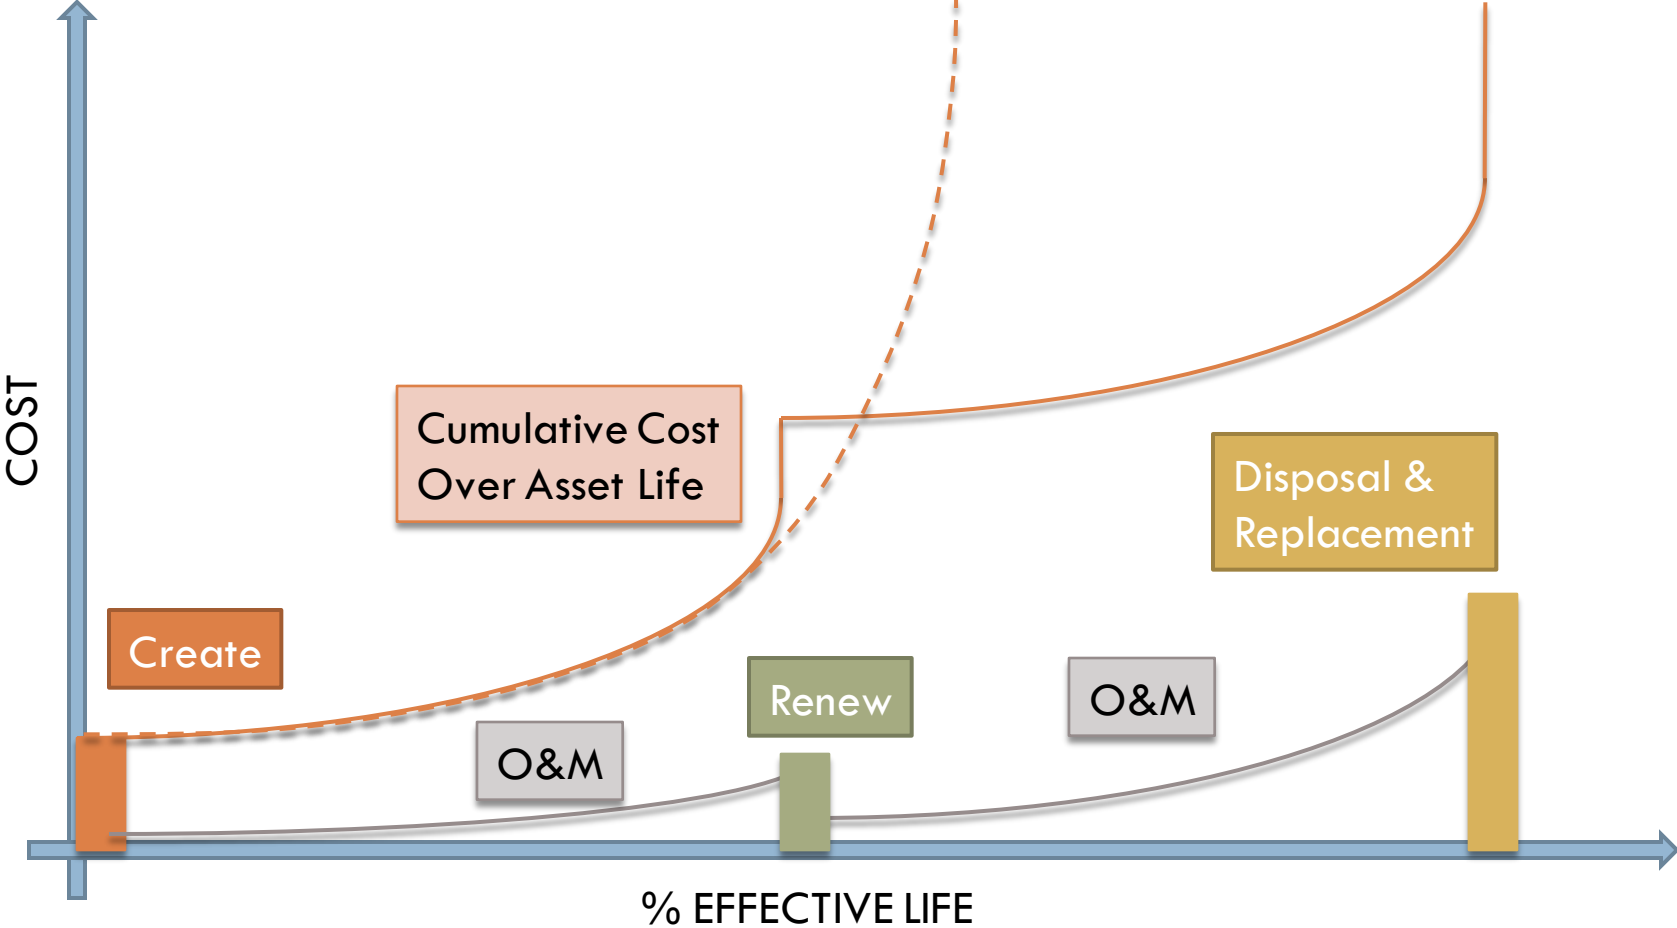 COST
Cumulative Cost
Over Asset Life
Disposal &
Replacement
Create
Renew
O&M
O&M
% EFFECTIVE LIFE